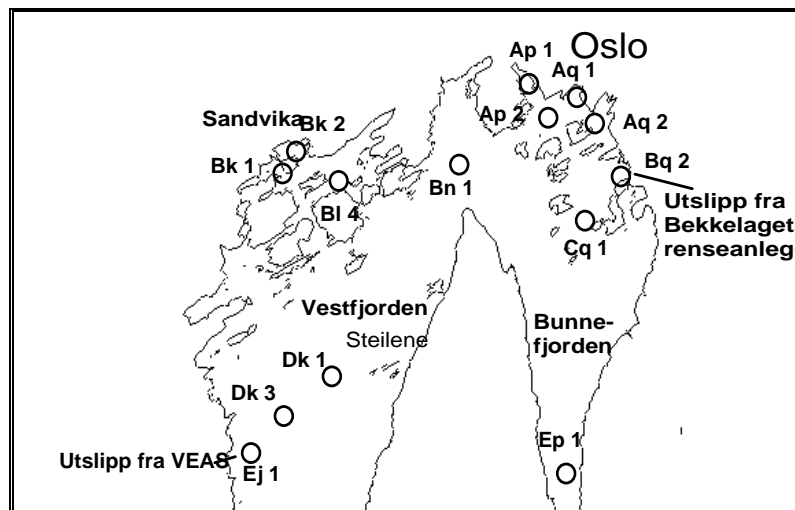 Oslo
Ap 1
Aq 1
Ap 2
Aq 2
Sandvika
Bk 2
Bk 1
Bn 1
Bq 2
Bl 4
Utslipp fra
Bekkelaget
renseanlegg
Cq 1
Vestfjorden
Steilene
Bunne-
fjorden
Dk 1
Dk 3
Ep 1
Utslipp fra VEAS
Ej 1